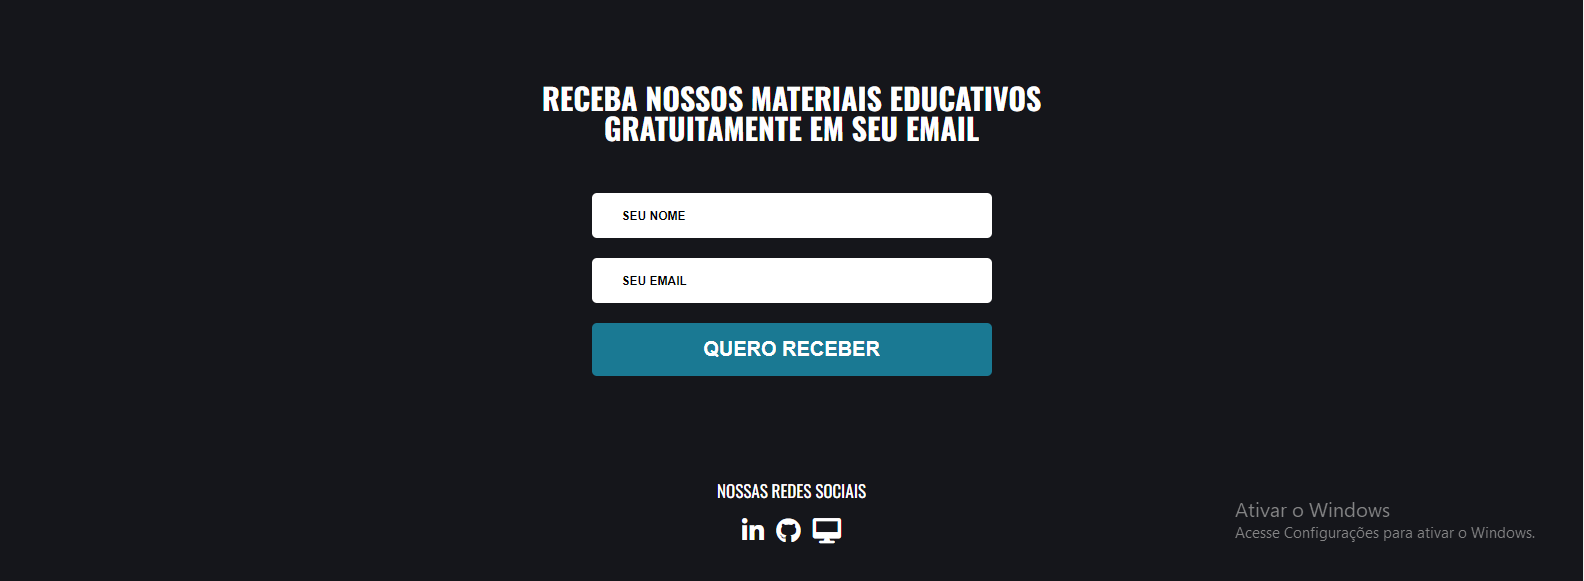 RECEBA NOSSOS MATERIAIS EDUCATIVOS
GRATUITAMENTE EM SEU EMAIL
SEU NOME
SEU EMAIL
QUERO RECEBER
NOSSAS REDES SOCIAIS
in
Ativar o Windows
Acesse Configurações para ativar o Windows.